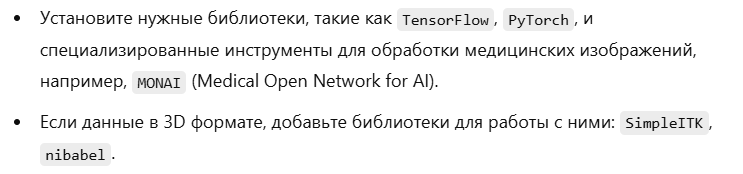 • Установите нужные библиотеки, такие как TensorFlow, PyTorch, и
специализированные инструменты для обработки медицинских изображений,
например, MONAI (Medical Open Network for AI).
• Если данные в 3D формате, добавьте библиотеки для работы с ними: SimpleITK,
nibabel.